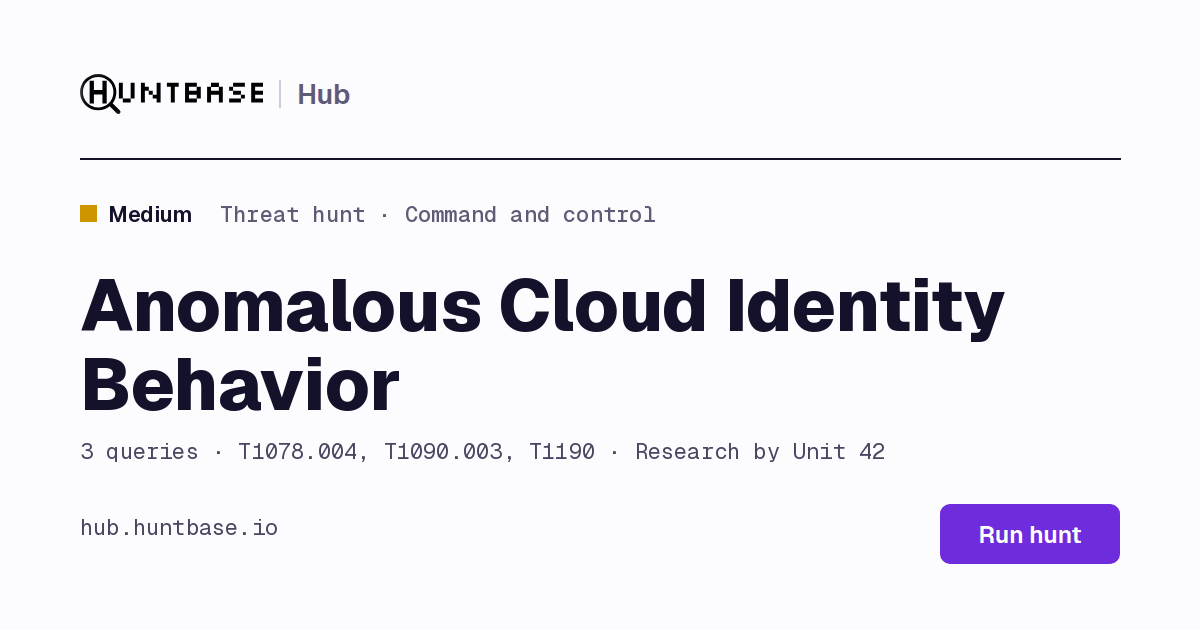 HUNTBASE | Hub
Medium Threat hunt · Command and control
Anomalous Cloud Identity
Behavior
3 queries · T1078.004, T1090.003, T1190 · Research by Unit 42
hub.huntbase.io
Run hunt